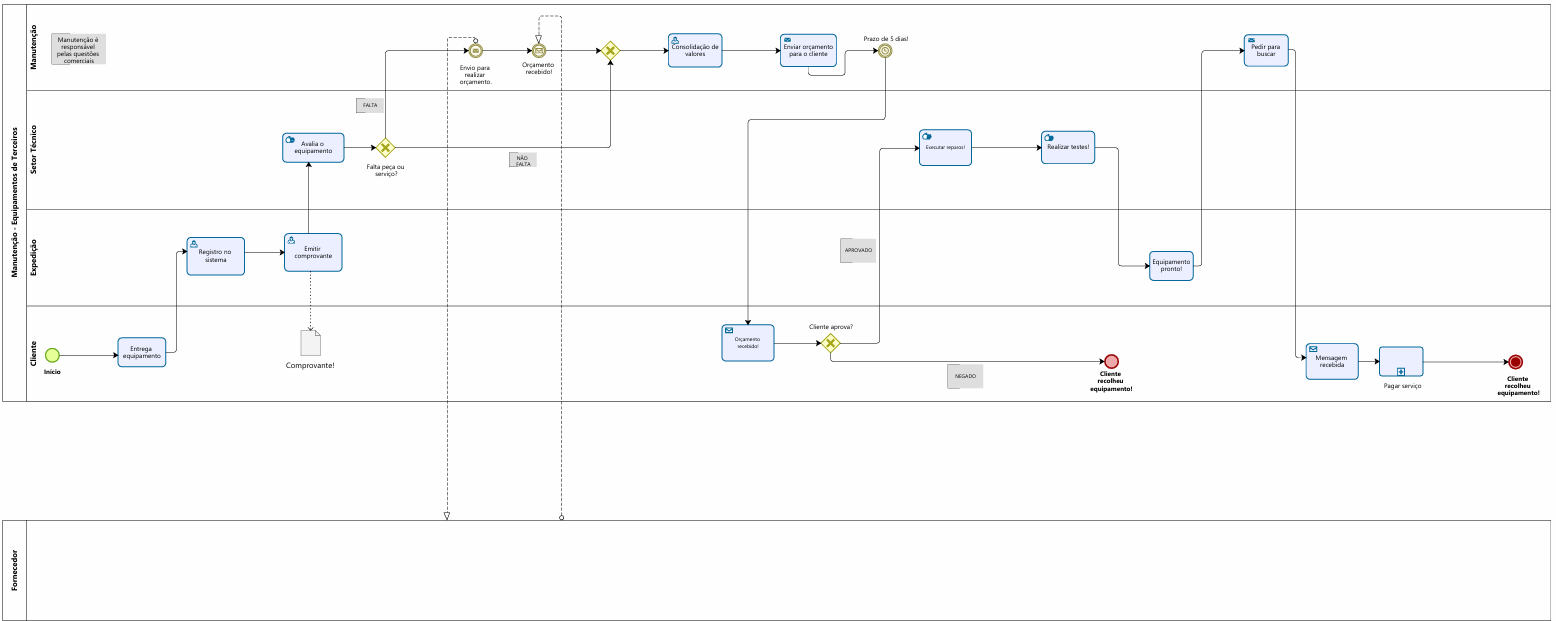 Manutenção - Equipamentos de Terceiros
Manutenção
Manutenção é
responsável
pelas questões
comerciais
Envio para
realizar
orçamento.
Orçamento
recebido!
Consolidação de
valores
Enviar orçamento
para o cliente
Prazo de 5 dias!
Pedir para
buscar
Setor Técnico
FALTA
Avalia o
equipamento
Falta peça ou
serviço?
NÃO
FALTA
Executar reparos!
Realizar testes!
Expedição
Registro no
sistema
Emitir
comprovante
APROVADO
Equipamento
pronto!
Cliente
Início
Entrega
equipamento
Comprovante!
Orçamento
recebido!
Cliente aprova?
NEGADO
Cliente
recolheu
equipamento!
Mensagem
recebida
Pagar serviço
Cliente
recolheu
equipamento!
Fornecedor